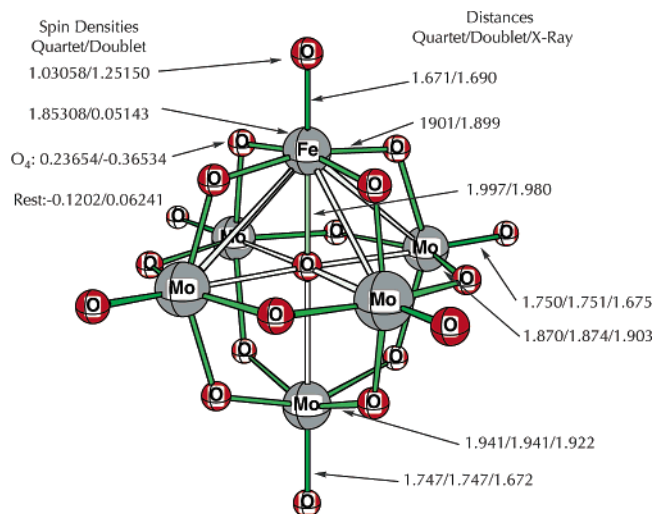 Spin Densities
Quartet/Doublet
Distances
Quartet/Doublet/X-Ray
1.03058/1.25150
O
1.671/1.690
1.85308/0.05143
1901/1.899
O
Fe
O
O₄: 0.23654/-0.36534
O
O
Rest:-0.1202/0.06241
1.997/1.980
O
Mo
O
Mo
O
O
O
O
Mo
Mo
O
O
O
1.750/1.751/1.675
1.870/1.874/1.903
O
O
O
O
Mo
O
1.941/1.941/1.922
1.747/1.747/1.672
O